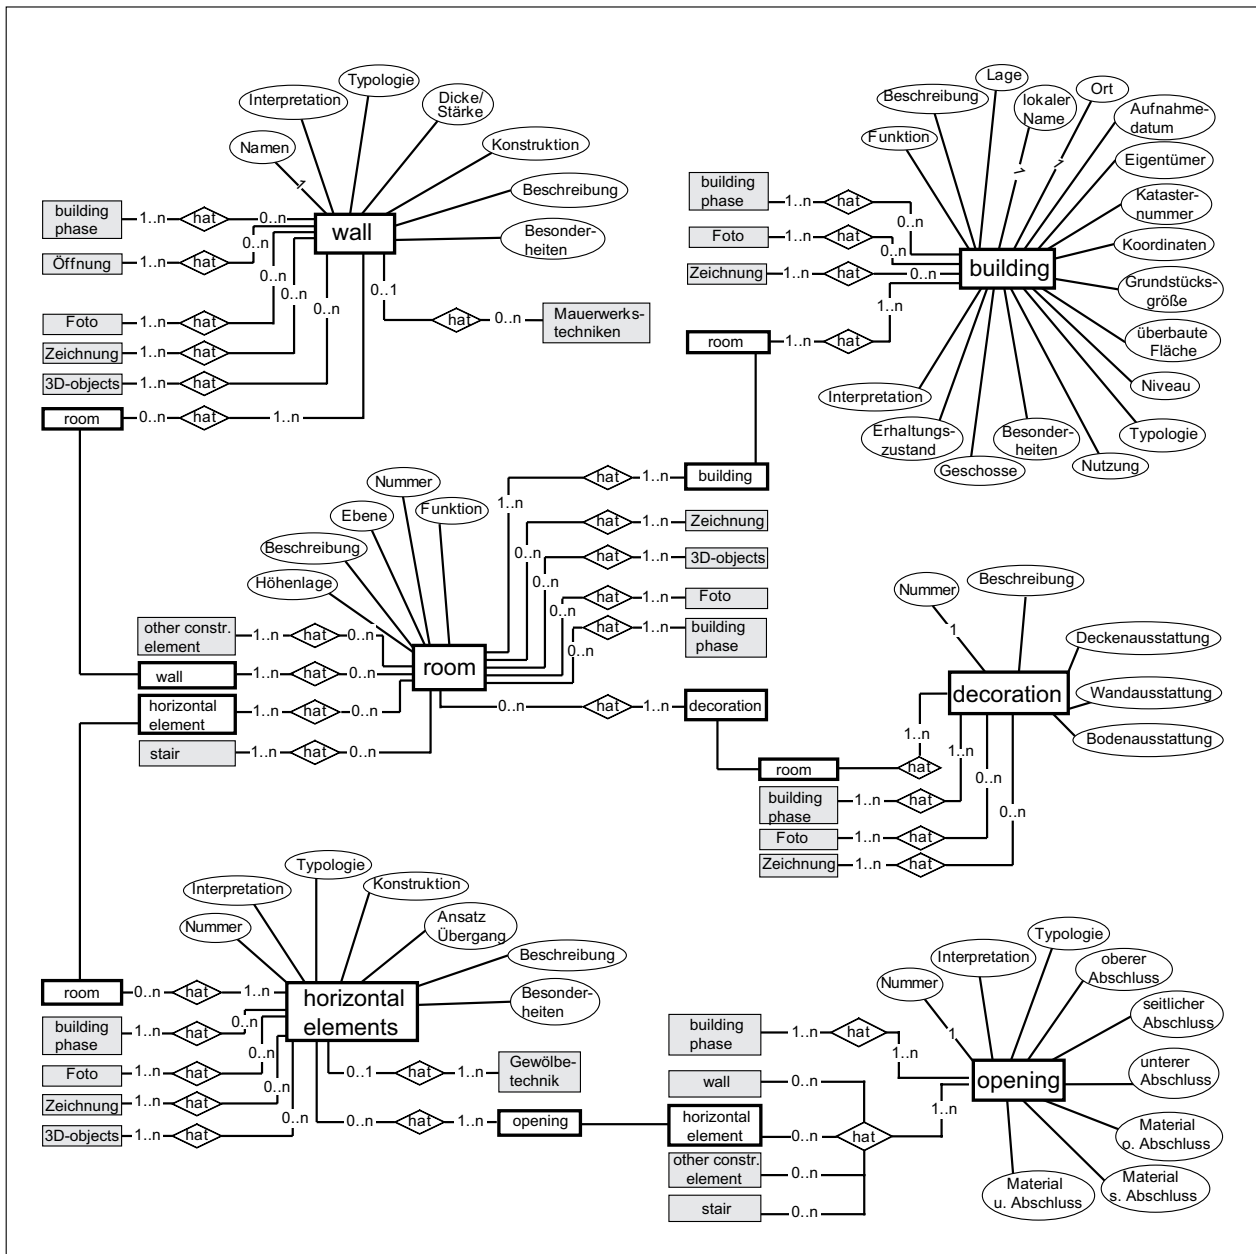 Typologie
Interpretation
Dicke/
Stärke
Namen
1
Konstruktion
Beschreibung
Besonder-
heiten
wall
building
phase
1..n
hat
0..n
Öffnung
1..n
hat
0..n
Foto
1..n
hat
0..n
Zeichnung
1..n
hat
0..n
3D-objects
1..n
hat
0..n
room
0..n
hat
1..n
0..1
hat
0..n
Mauerwerks-
techniken
Lage
Beschreibung
lokaler
Name
1
Ort
1
Funktion
Aufnahme-
datum
Eigentümer
Kataster-
nummer
Koordinaten
Grundstücks-
größe
überbaute
Fläche
Niveau
Typologie
Nutzung
Besonder-
heiten
Geschosse
Erhaltungs-
zustand
Interpretation
building
building
phase
1..n
hat
0..n
Foto
1..n
hat
0..n
Zeichnung
1..n
hat
0..n
room
1..n
hat
1..n
Nummer
Ebene
Funktion
Beschreibung
Höhenlage
room
other constr.
element
1..n
hat
0..n
wall
1..n
hat
0..n
horizontal
element
1..n
hat
0..n
stair
1..n
hat
0..n
1..n
hat
1..n
building
0..n
hat
1..n
Zeichnung
0..n
hat
1..n
3D-objects
0..n
hat
1..n
Foto
0..n
hat
1..n
building
phase
0..n
hat
1..n
decoration
Nummer
1
Beschreibung
Deckenausstattung
Wandausstattung
Bodenausstattung
decoration
room
hat
1..n
building
phase
1..n
hat
1..n
Foto
1..n
hat
0..n
Zeichnung
1..n
hat
0..n
Typologie
Interpretation
Konstruktion
Nummer
Ansatz
Übergang
Beschreibung
Besonder-
heiten
horizontal
elements
room
0..n
hat
1..n
building
phase
1..n
hat
0..n
Foto
1..n
hat
0..n
Zeichnung
1..n
hat
0..n
3D-objects
1..n
hat
0..n
0..1
hat
1..n
Gewölbe-
technik
0..n
hat
1..n
opening
Typologie
Interpretation
oberer
Abschluss
Nummer
1
seitlicher
Abschluss
unterer
Abschluss
Material
o. Abschluss
Material
s. Abschluss
Material
u. Abschluss
opening
building
phase
1..n
hat
1..n
wall
0..n
horizontal
element
0..n
hat
1..n
other constr.
element
0..n
stair
0..n